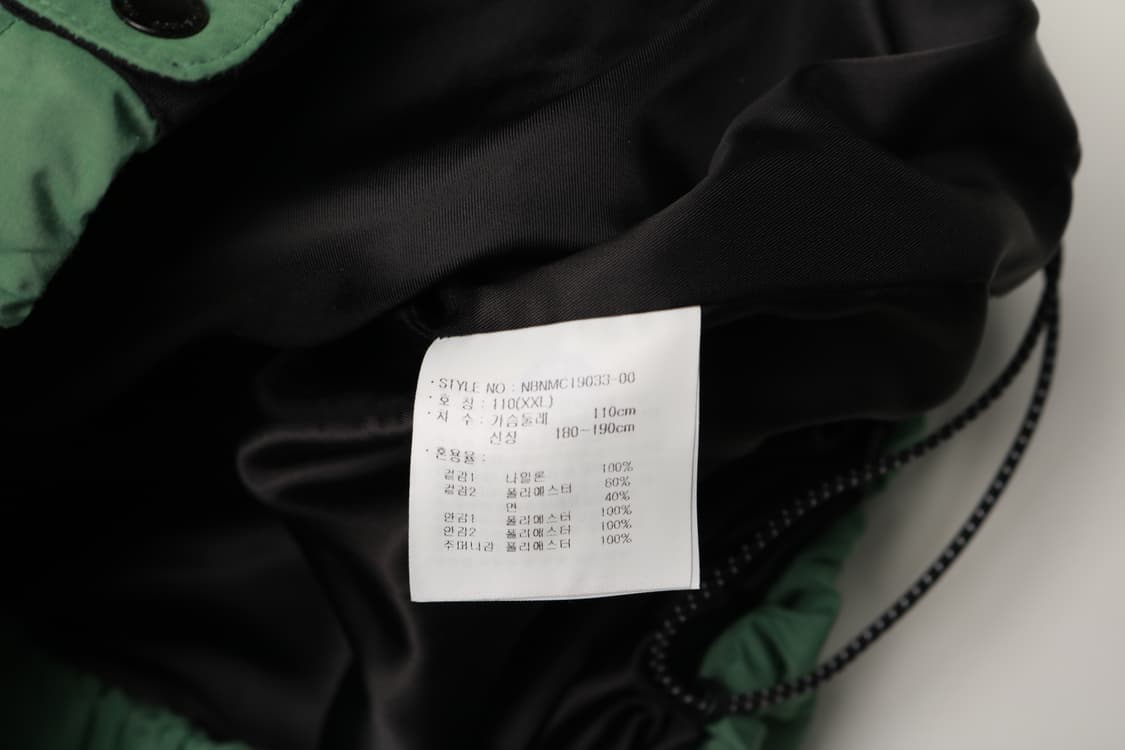 · STYLE NO : NBNMC19033-00
· 호 칭 : 110(XXL)
· 치 수 : 가슴둘레 110cm
신장 180~190cm
· 혼용율 :
겉감1 나일론 100%
겉감2 폴리에스터 60%
면 40%
안감1 폴리에스터 100%
안감2 폴리에스터 100%
주머니감 폴리에스터 100%